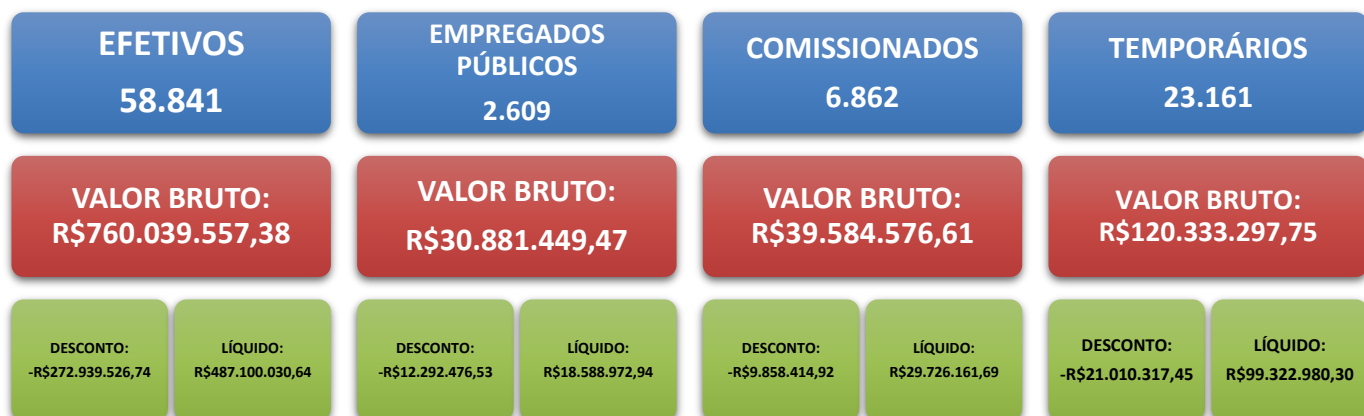 EFETIVOS
58.841
EMPREGADOS
PÚBLICOS
2.609
COMISSIONADOS
6.862
TEMPORÁRIOS
23.161
VALOR BRUTO:
R$760.039.557,38
VALOR BRUTO:
R$30.881.449,47
VALOR BRUTO:
R$39.584.576,61
VALOR BRUTO:
R$120.333.297,75
DESCONTO:
-R$272.939.526,74
LÍQUIDO:
R$487.100.030,64
DESCONTO:
-R$12.292.476,53
LÍQUIDO:
R$18.588.972,94
DESCONTO:
-R$9.858.414,92
LÍQUIDO:
R$29.726.161,69
DESCONTO:
-R$21.010.317,45
LÍQUIDO:
R$99.322.980,30